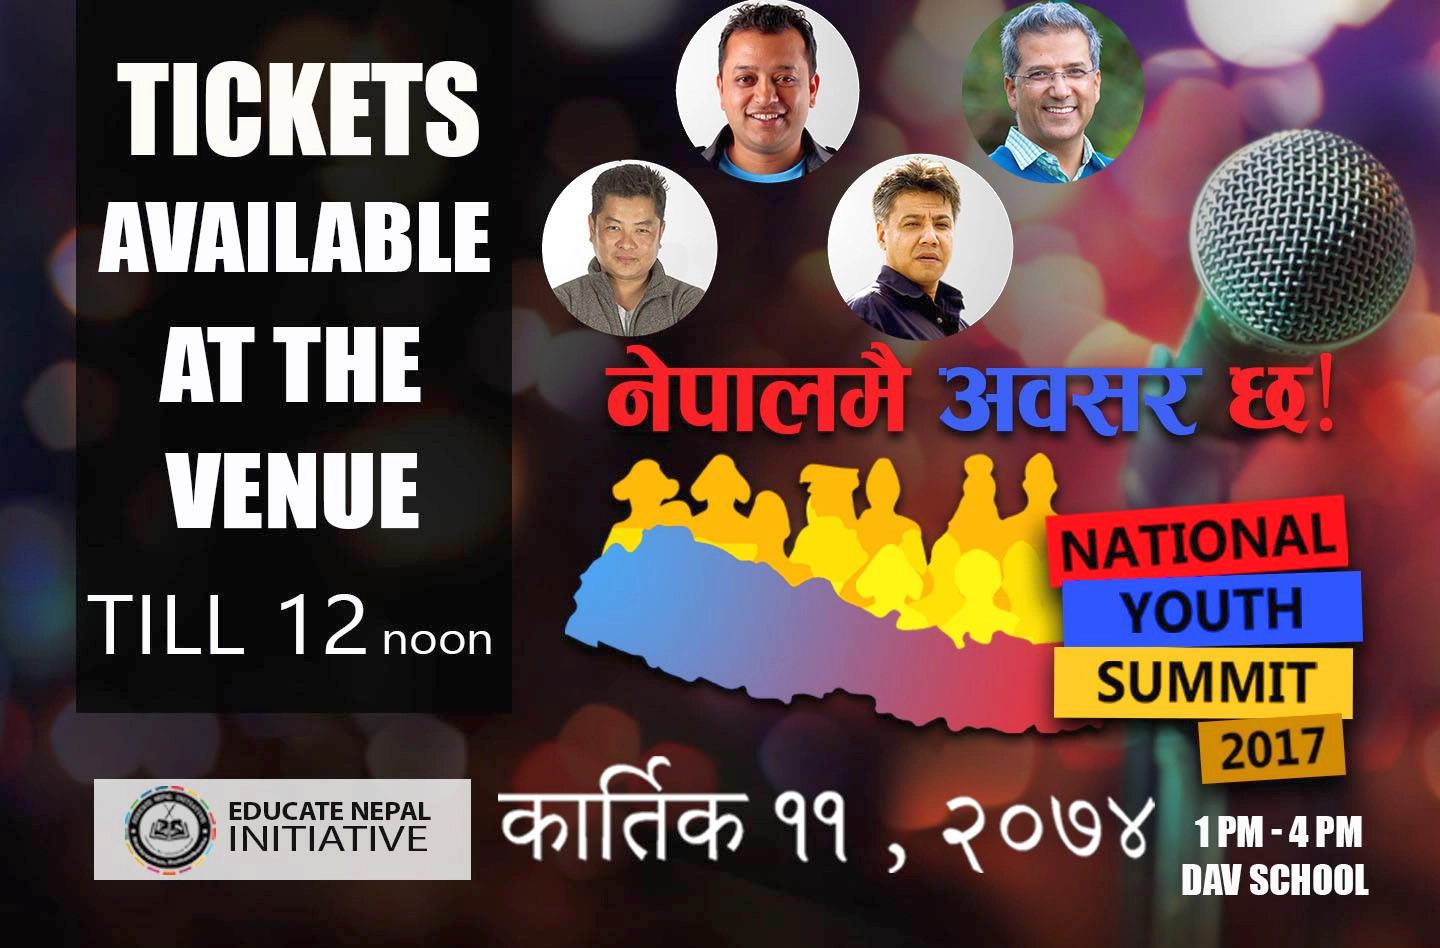 TICKETS
AVAILABLE
AT THE
VENUE
TILL 12 noon
नेपालमै अवसर छ!
NATIONAL
YOUTH
SUMMIT
2017
EDUCATE NEPAL
INITIATIVE
कार्तिक ११ , २०७४
1 PM - 4 PM
DAV SCHOOL